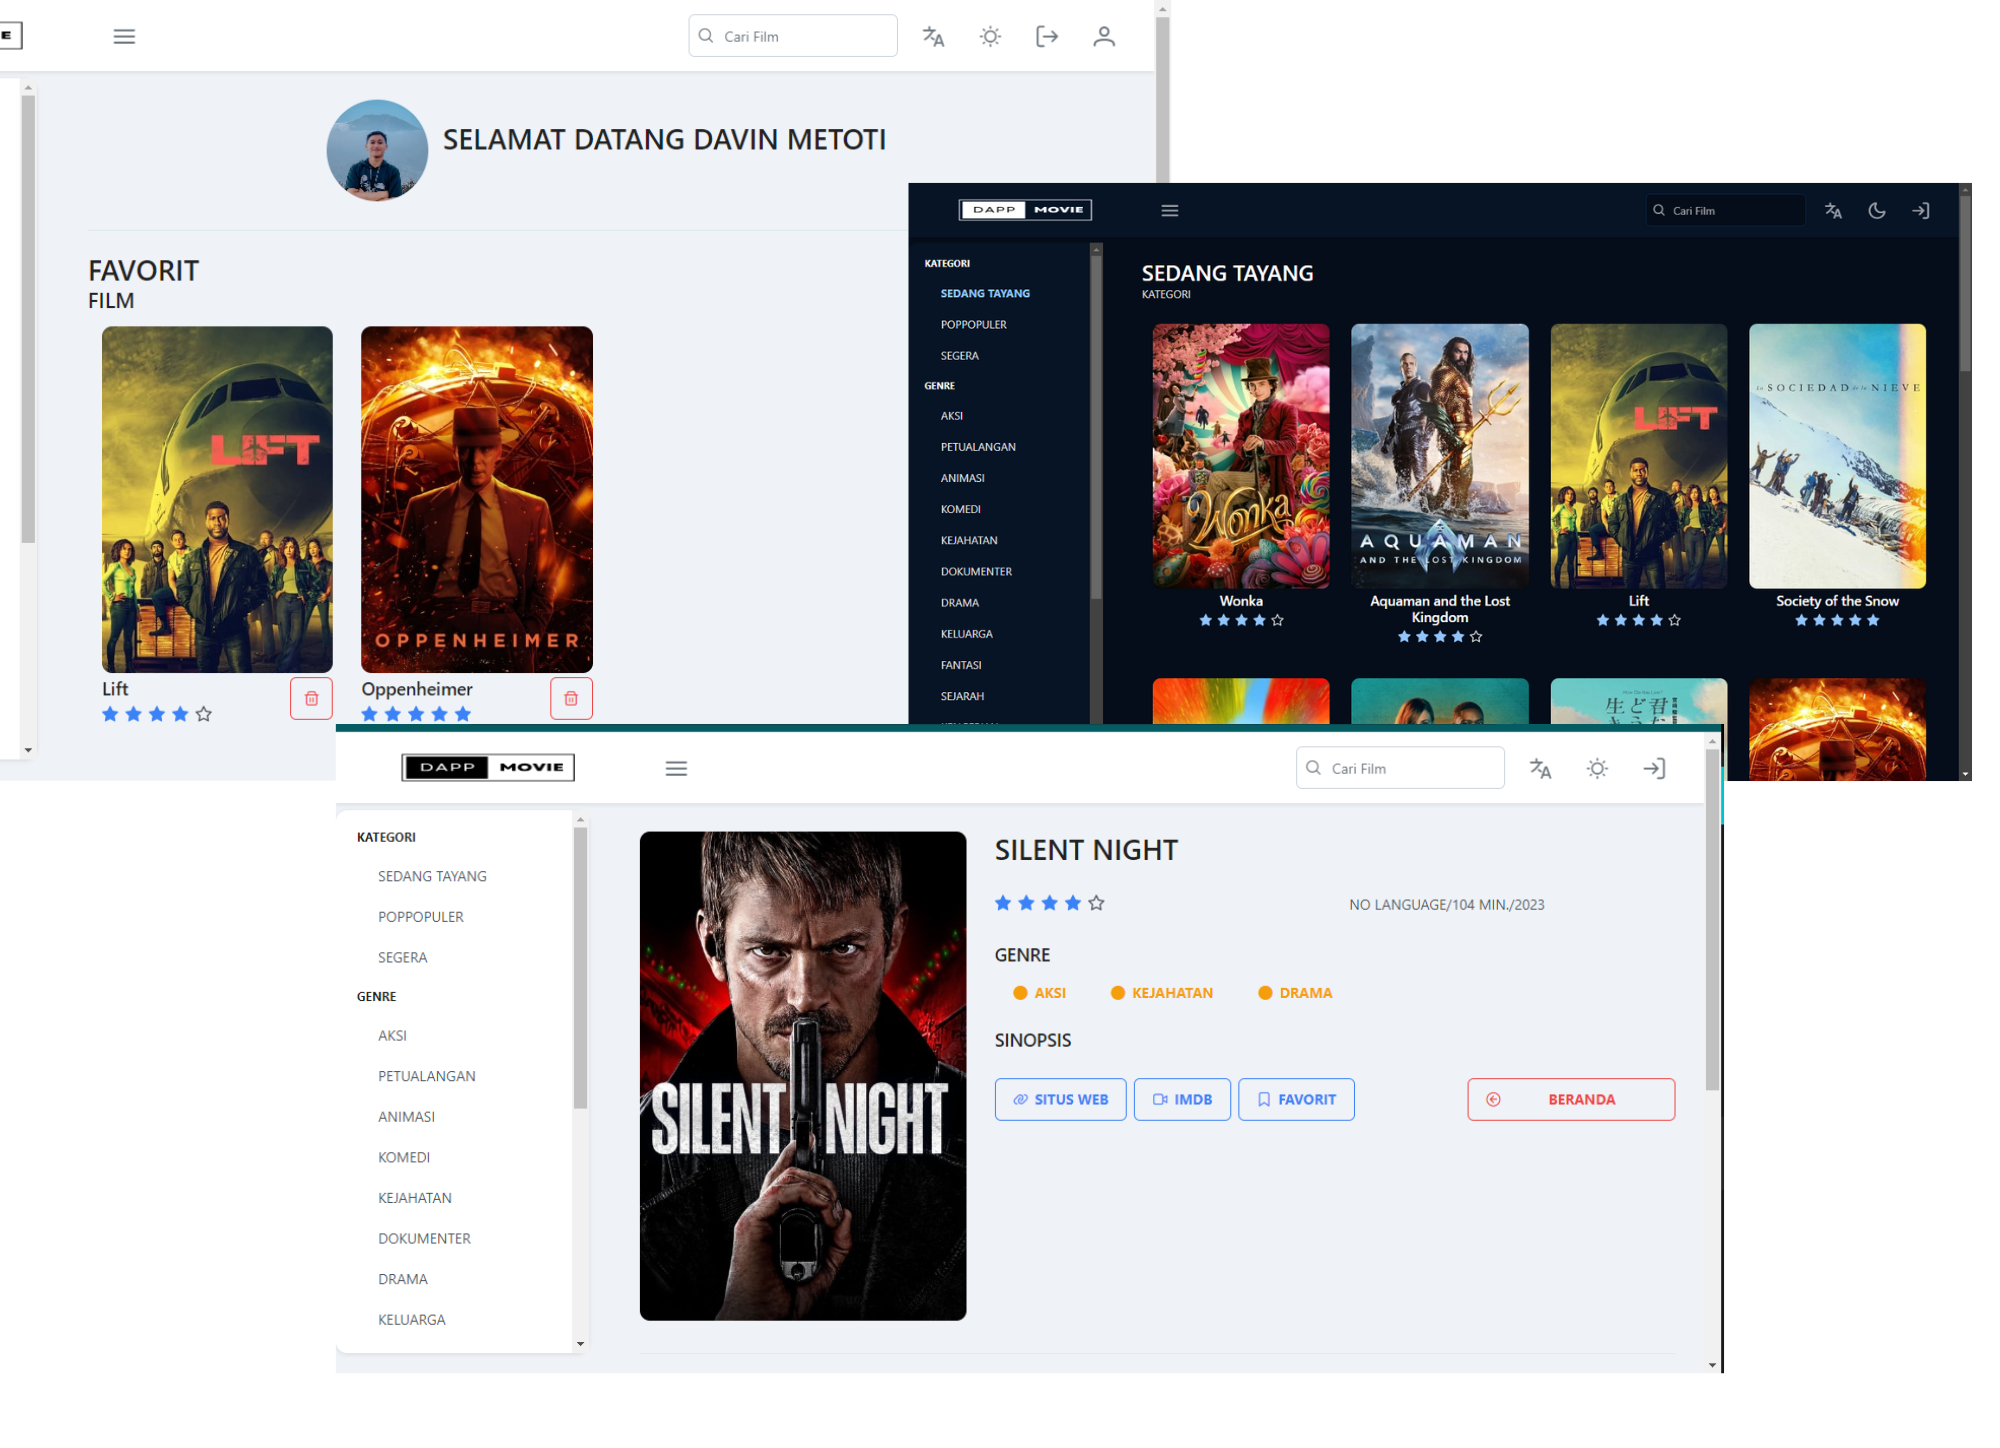 E
Cari Film
SELAMAT DATANG DAVIN METOTI
FAVORIT
FILM
LIFT
OPPENHEIMER
Lift
Oppenheimer
DAPP MOVIE
Cari Film
KATEGORI
SEDANG TAYANG
POPPOPULER
SEGERA
GENRE
AKSI
PETUALANGAN
ANIMASI
KOMEDI
KEJAHATAN
DOKUMENTER
DRAMA
KELUARGA
FANTASI
SEJARAH
SEDANG TAYANG
KATEGORI
Wonka
AQUAMAN
AND THE LOST KINGDOM
LIFT
La SOCIEDAD de la NIEVE
Wonka
Aquaman and the Lost
Kingdom
Lift
Society of the Snow
DAPP MOVIE
Cari Film
KATEGORI
SEDANG TAYANG
POPPOPULER
SEGERA
GENRE
AKSI
PETUALANGAN
ANIMASI
KOMEDI
KEJAHATAN
DOKUMENTER
DRAMA
KELUARGA
SILENT NIGHT
SILENT NIGHT
NO LANGUAGE/104 MIN./2023
GENRE
AKSI KEJAHATAN DRAMA
SINOPSIS
SITUS WEB IMDB FAVORIT BERANDA